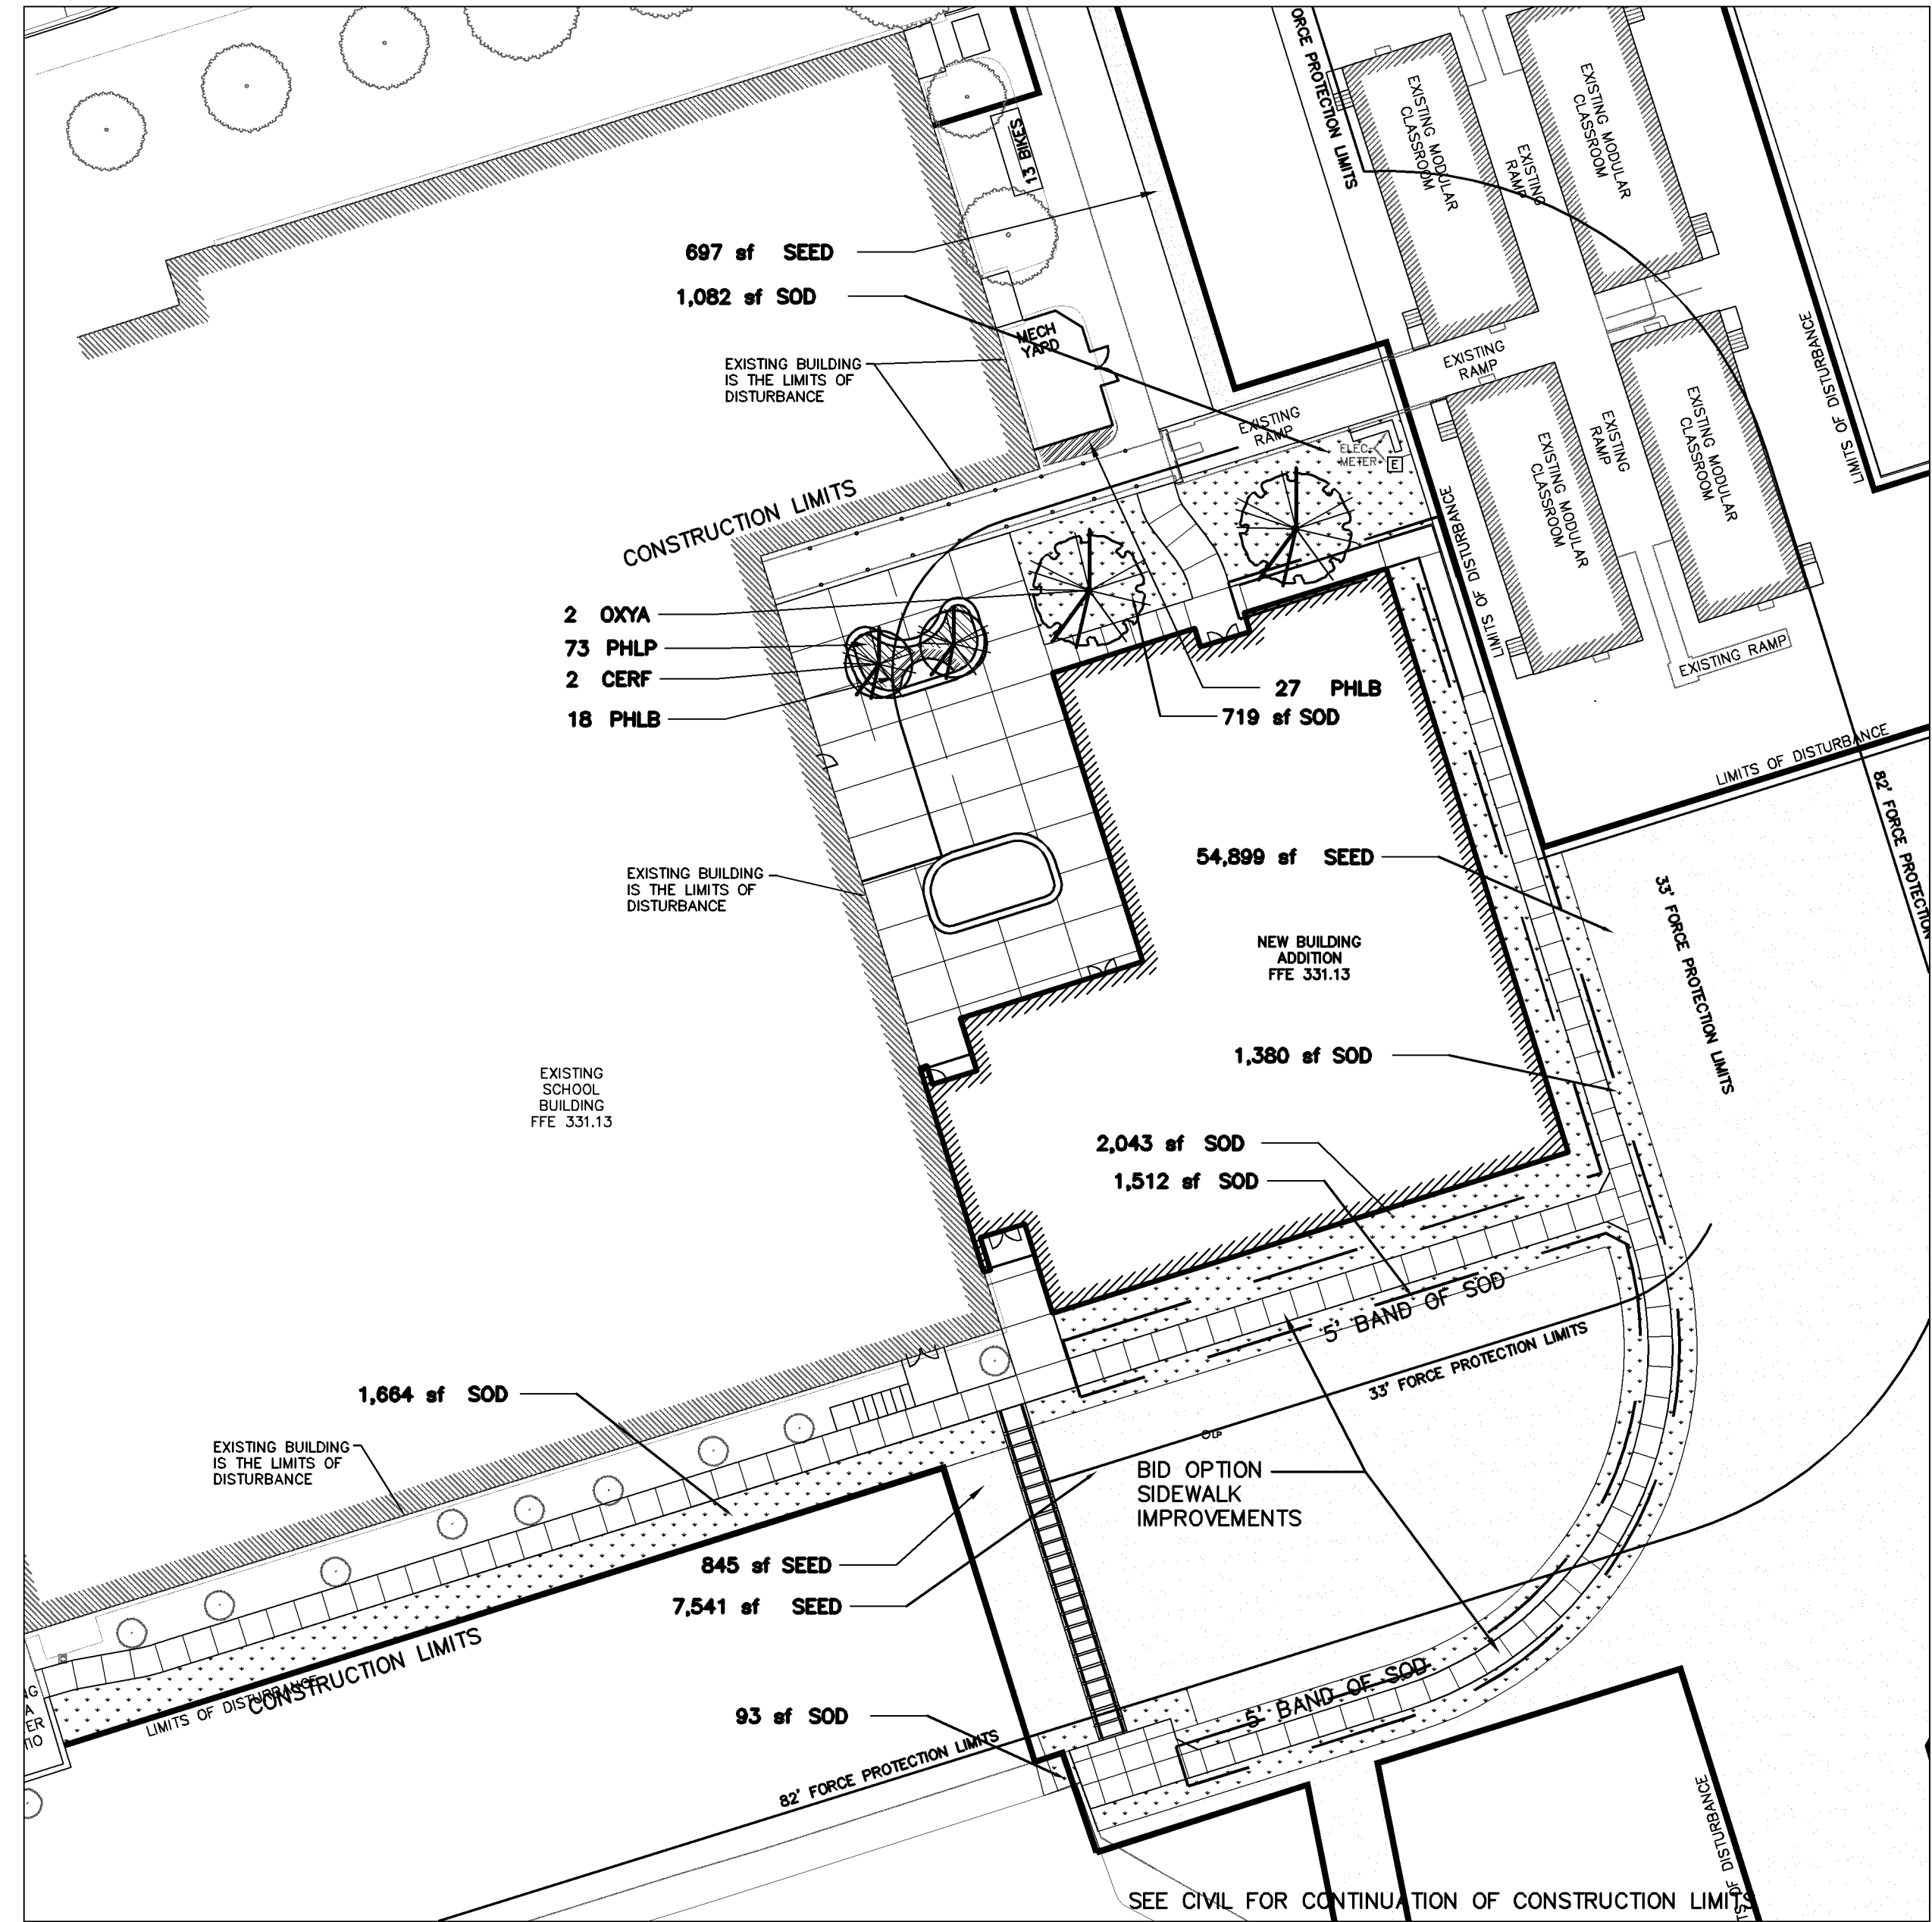 ORCE PROTECTION LIMITS
EXISTING MODULAR
CLASSROOM
EXISTING
RAMP
EXISTING MODULAR
CLASSROOM
13 BIKES
697 sf SEED
1,082 sf SOD
MECH
YARD
EXISTING BUILDING
IS THE LIMITS OF
DISTURBANCE
EXISTING
RAMP
EXISTING
RAMP
ELEC
METER
E
EXISTING MODULAR
CLASSROOM
EXISTING
RAMP
EXISTING MODULAR
CLASSROOM
LIMITS OF DISTURBANCE
CONSTRUCTION LIMITS
LIMITS OF DISTURBANCE
2 OXYA
73 PHLP
2 CERF
18 PHLB
27 PHLB
719 sf SOD
EXISTING RAMP
LIMITS OF DISTURBANCE
82' FORCE PROTECTION
54,899 sf SEED
33' FORCE PROTECTION LIMITS
EXISTING BUILDING
IS THE LIMITS OF
DISTURBANCE
NEW BUILDING
ADDITION
FFE 331.13
1,380 sf SOD
EXISTING
SCHOOL
BUILDING
FFE 331.13
2,043 sf SOD
1,512 sf SOD
5' BAND OF SOD
33' FORCE PROTECTION LIMITS
1,664 sf SOD
EXISTING BUILDING
IS THE LIMITS OF
DISTURBANCE
LP
BID OPTION
SIDEWALK
IMPROVEMENTS
845 sf SEED
7,541 sf SEED
CONSTRUCTION LIMITS
LIMITS OF DISTURBANCE
NG
A
ER
TIO
5' BAND OF SOD
93 sf SOD
82' FORCE PROTECTION LIMITS
LIMITS OF DISTURBANCE
SEE CIVIL FOR CONTINUATION OF CONSTRUCTION LIMITS